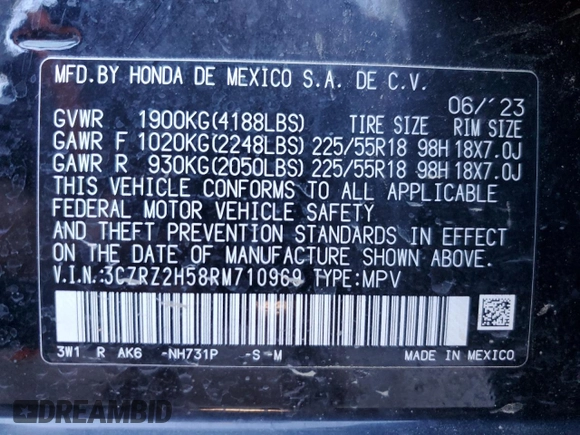 MFD. BY HONDA DE MEXICO S.A. DE C.V.
06/'23
GVWR 1900KG(4188LBS) TIRE SIZE RIM SIZE
GAWR F 1020KG(2248LBS) 225/55R18 98H 18X7.0J
GAWR R 930KG(2050LBS) 225/55R18 98H 18X7.0J
THIS VEHICLE CONFORMS TO ALL APPLICABLE
FEDERAL MOTOR VEHICLE SAFETY
AND THEFT PREVENTION STANDARDS IN EFFECT
ON THE DATE OF MANUFACTURE SHOWN ABOVE.
V.I.N.:3CZRZ2H58RM710969 TYPE:MPV
3W1 R AK6 -NH731P -S -M MADE IN MEXICO
DREAMBID